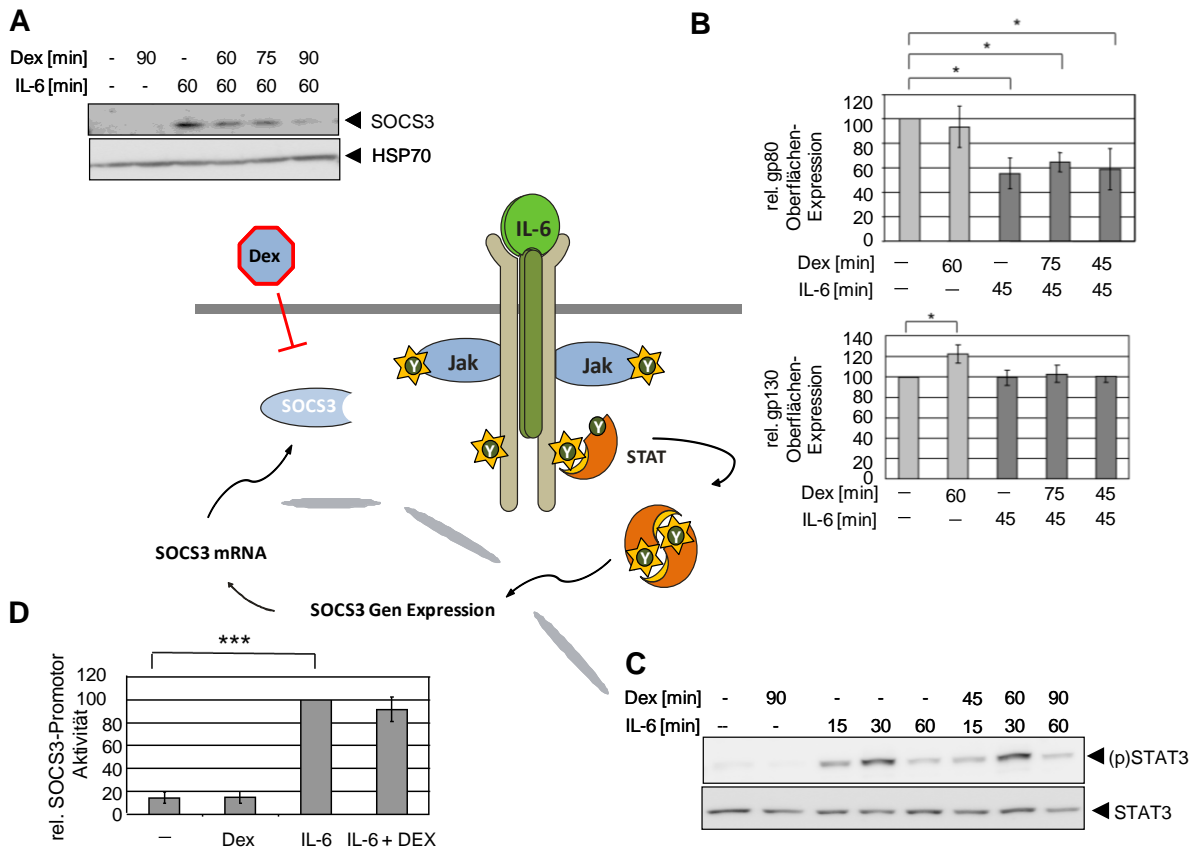 A
Dex [min] - 90 - 60 75 90
IL-6 [min] - - 60 60 60 60
SOCS3
HSP70
B
*
*
*
rel. gp80
Oberflächen-
Expression
120
100
80
60
40
20
0
Dex [min] — 60 — 75 45
IL-6 [min] — — 45 45 45
*
rel. gp130
Oberflächen-
Expression
140
120
100
80
60
40
20
0
Dex [min] — 60 — 75 45
IL-6 [min] — — 45 45 45
IL-6
Dex
Y Jak Jak Y
SOCS3
Y
Y Y STAT
Y Y
SOCS3 mRNA
SOCS3 Gen Expression
D
***
rel. SOCS3-Promotor
Aktivität
120
100
80
60
40
20
0
— Dex IL-6 IL-6 + DEX
C
Dex [min] - 90 - - - 45 60 90
IL-6 [min] -- - 15 30 60 15 30 60
(p)STAT3
STAT3